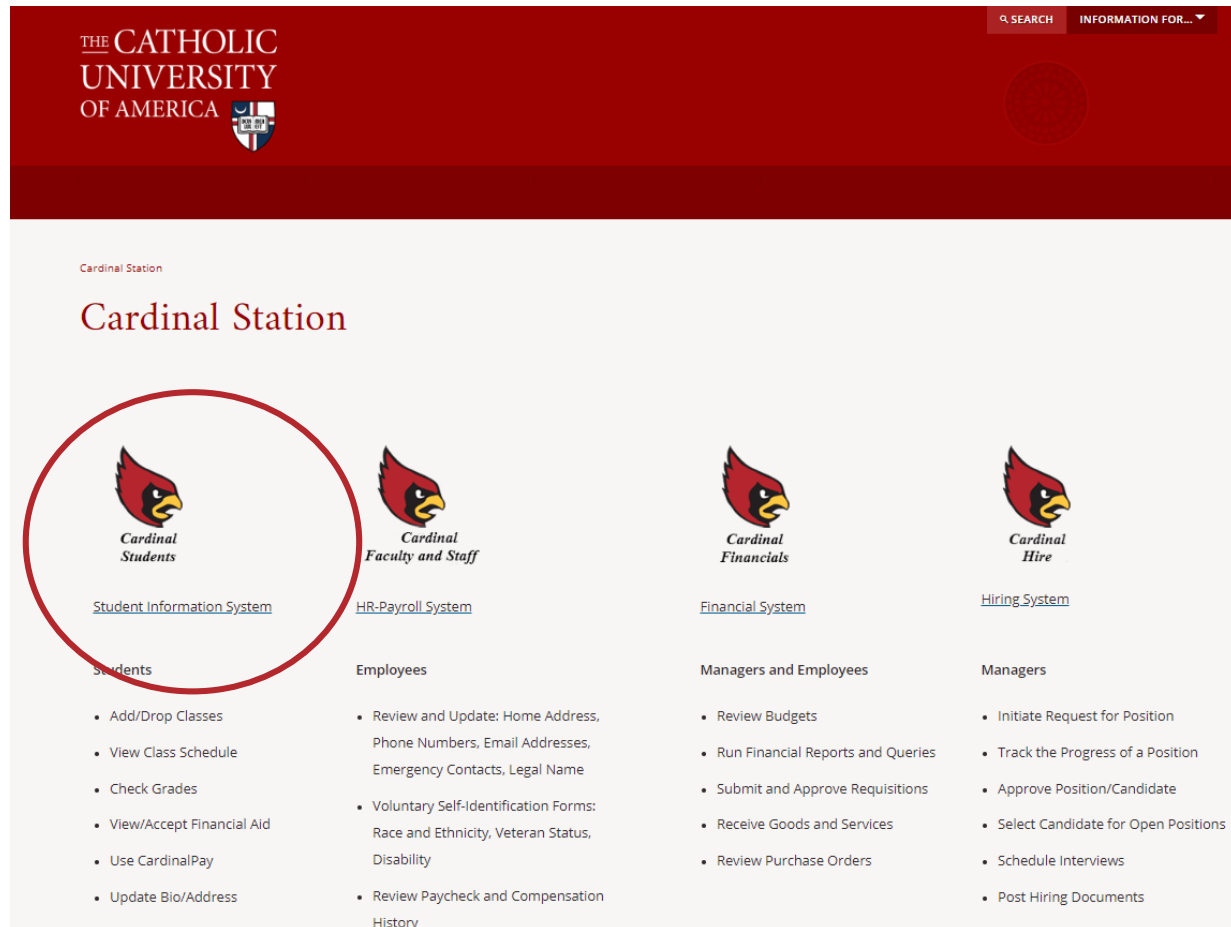 THE CATHOLIC
UNIVERSITY
OF AMERICA
SEARCH
INFORMATION FOR...
Cardinal Station
Cardinal Station
Cardinal
Students
Student Information System
Students
• Add/Drop Classes
• View Class Schedule
• Check Grades
• View/Accept Financial Aid
• Use CardinalPay
• Update Bio/Address
Cardinal
Faculty and Staff
HR-Payroll System
Employees
• Review and Update: Home Address,
Phone Numbers, Email Addresses,
Emergency Contacts, Legal Name
• Voluntary Self-Identification Forms:
Race and Ethnicity, Veteran Status,
Disability
• Review Paycheck and Compensation
History
Cardinal
Financials
Financial System
Managers and Employees
• Review Budgets
• Run Financial Reports and Queries
• Submit and Approve Requisitions
• Receive Goods and Services
• Review Purchase Orders
Cardinal
Hire
Hiring System
Managers
• Initiate Request for Position
• Track the Progress of a Position
• Approve Position/Candidate
• Select Candidate for Open Positions
• Schedule Interviews
• Post Hiring Documents